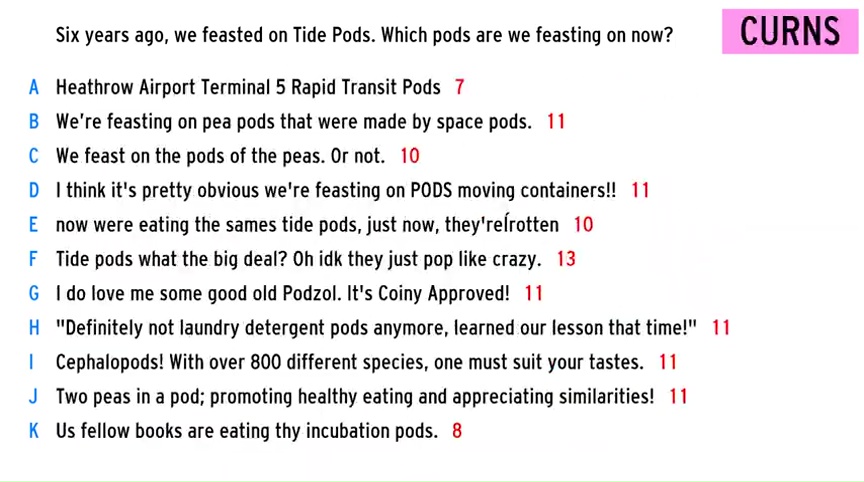 Six years ago, we feasted on Tide Pods. Which pods are we feasting on now?
CURNS
A Heathrow Airport Terminal 5 Rapid Transit Pods 7
B We're feasting on pea pods that were made by space pods. 11
C We feast on the pods of the peas. Or not. 10
D I think it's pretty obvious we're feasting on PODS moving containers!! 11
E now were eating the sames tide pods, just now, they'reÍrotten 10
F Tide pods what the big deal? Oh idk they just pop like crazy. 13
G I do love me some good old Podzol. It's Coiny Approved! 11
H "Definitely not laundry detergent pods anymore, learned our lesson that time!" 11
I Cephalopods! With over 800 different species, one must suit your tastes. 11
J Two peas in a pod; promoting healthy eating and appreciating similarities! 11
K Us fellow books are eating thy incubation pods. 8